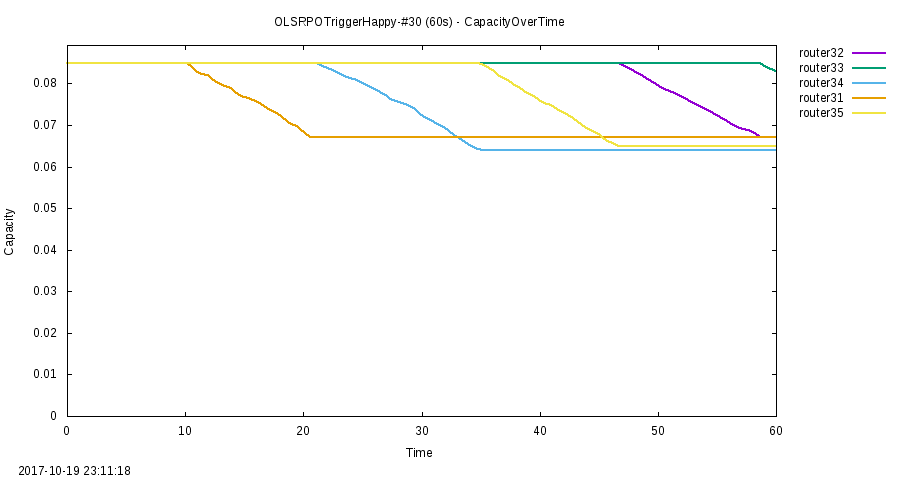 OLSRPOTriggerHappy-#30 (60s) - CapacityOverTime
router32
router33
router34
router31
router35
0.08
0.07
0.06
0.05
0.04
0.03
0.02
0.01
0
Capacity
0 10 20 30 40 50 60
Time
2017-10-19 23:11:18